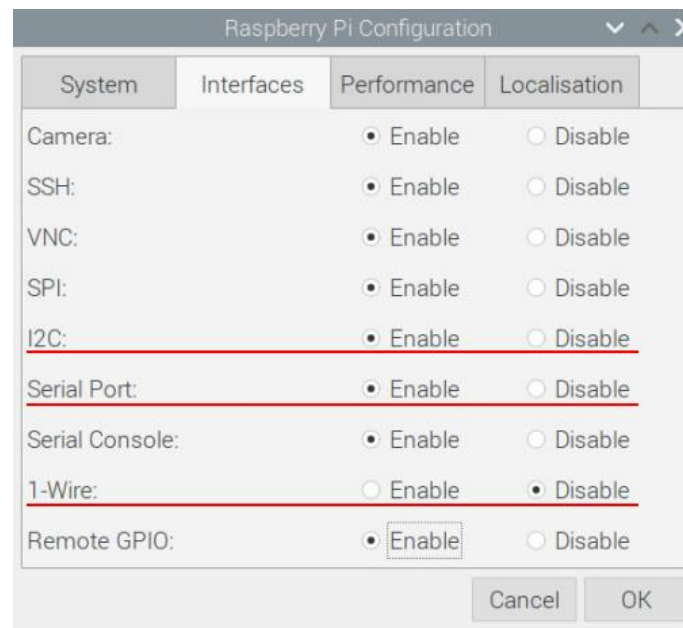 Raspberry Pi Configuration
System Interfaces Performance Localisation
Camera: Enable Disable
SSH: Enable Disable
VNC: Enable Disable
SPI: Enable Disable
I2C: Enable Disable
Serial Port: Enable Disable
Serial Console: Enable Disable
1-Wire: Enable Disable
Remote GPIO: Enable Disable
Cancel OK